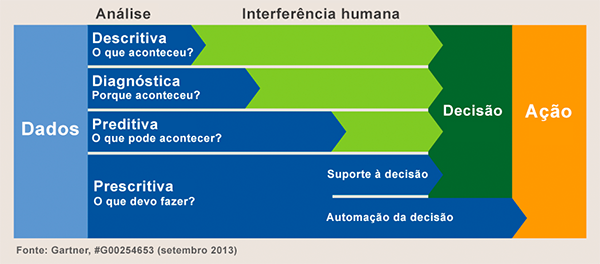 Análise
Interferência humana
Dados
Descritiva
O que aconteceu?
Diagnóstica
Porque aconteceu?
Preditiva
O que pode acontecer?
Prescritiva
O que devo fazer?
Suporte à decisão
Automação da decisão
Decisão
Ação
Fonte: Gartner, #G00254653 (setembro 2013)